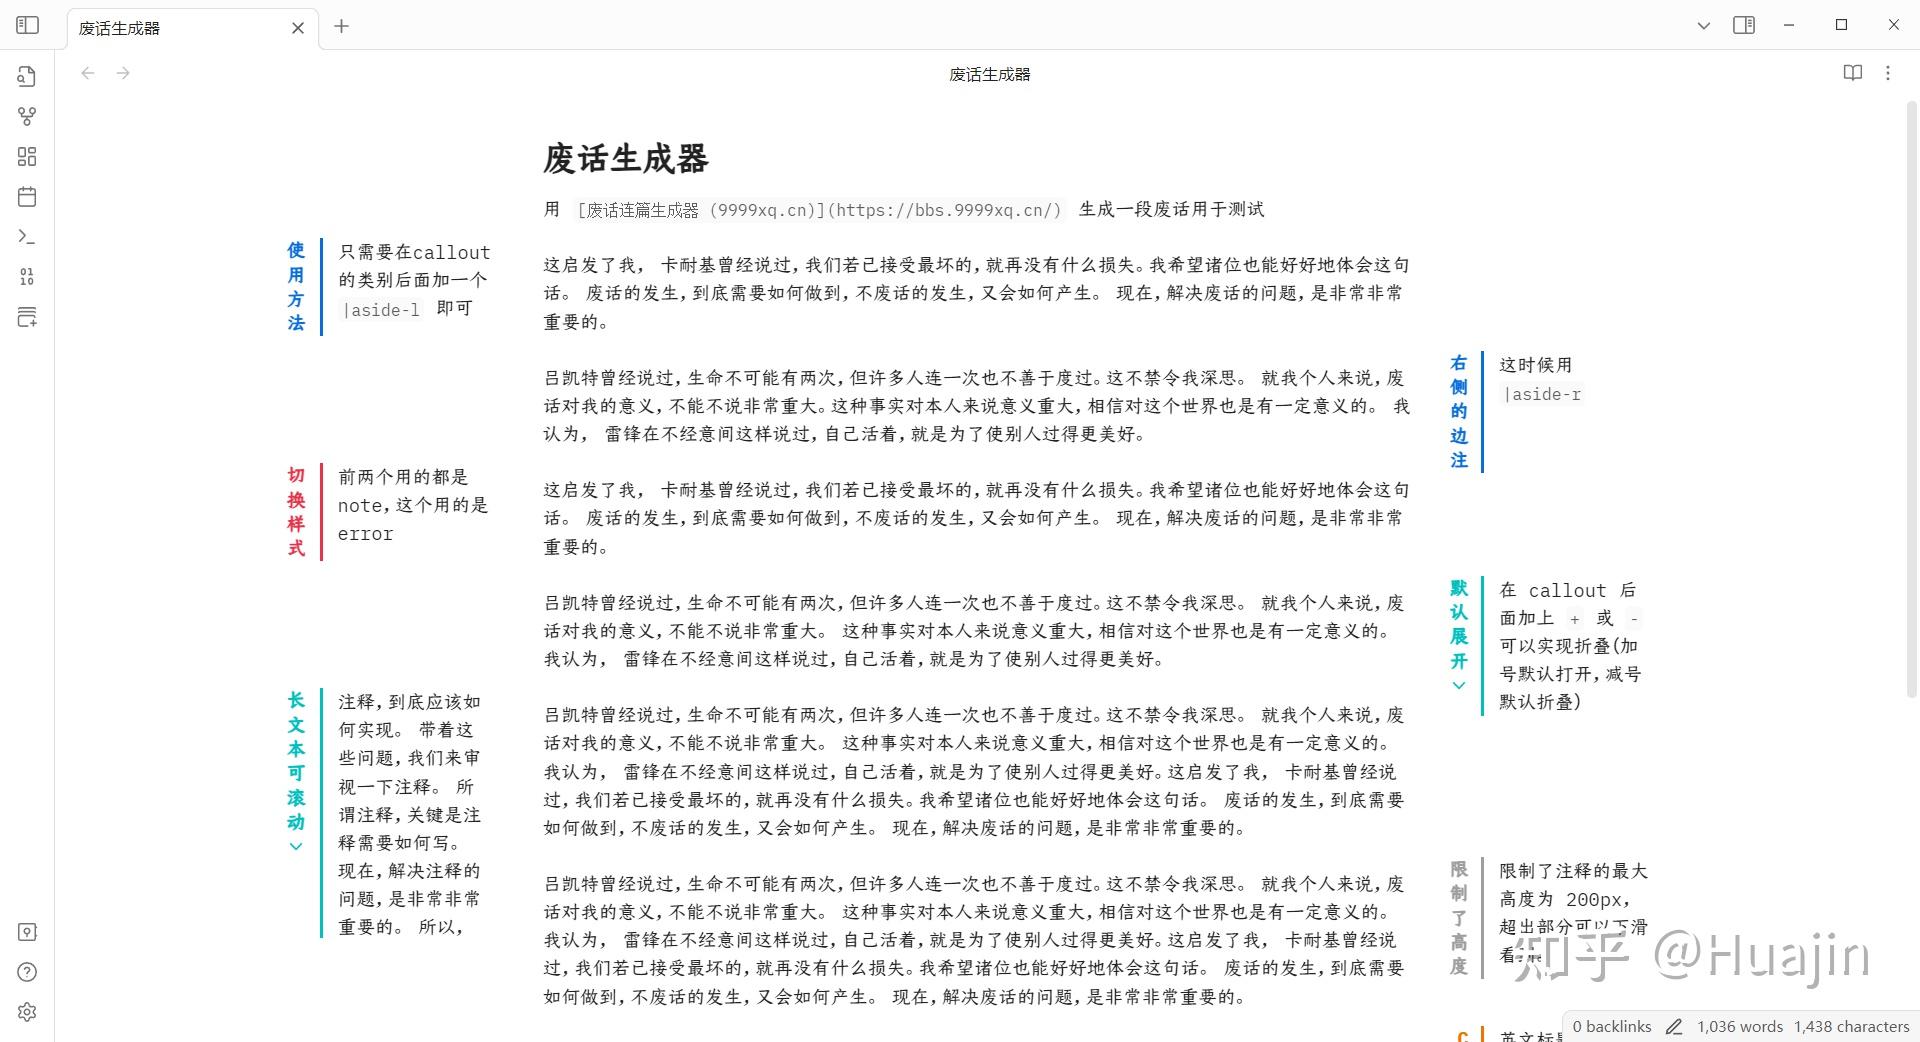 废话生成器
废话生成器
废话生成器
用 [废话连篇生成器 (9999xq.cn)](https://bbs.9999xq.cn/) 生成一段废话用于测试
使用方法
只需要在callout
的类别后面加一个
|aside-l 即可
这启发了我, 卡耐基曾经说过,我们若已接受最坏的,就再没有什么损失。我希望诸位也能好好地体会这句
话。 废话的发生,到底需要如何做到,不废话的发生,又会如何产生。 现在,解决废话的问题,是非常非常
重要的。
吕凯特曾经说过,生命不可能有两次,但许多人连一次也不善于度过。这不禁令我深思。 就我个人来说,废
话对我的意义,不能不说非常重大。这种事实对本人来说意义重大,相信对这个世界也是有一定意义的。 我
认为, 雷锋在不经意间这样说过,自己活着,就是为了使别人过得更美好。
右侧的边注
这时候用
|aside-r
切换样式
前两个用的都是
note,这个用的是
error
这启发了我, 卡耐基曾经说过,我们若已接受最坏的,就再没有什么损失。我希望诸位也能好好地体会这句
话。 废话的发生,到底需要如何做到,不废话的发生,又会如何产生。 现在,解决废话的问题,是非常非常
重要的。
吕凯特曾经说过,生命不可能有两次,但许多人连一次也不善于度过。这不禁令我深思。 就我个人来说,废
话对我的意义,不能不说非常重大。 这种事实对本人来说意义重大,相信对这个世界也是有一定意义的。
我认为, 雷锋在不经意间这样说过,自己活着,就是为了使别人过得更美好。
默认展开
在 callout 后
面加上 + 或 -
可以实现折叠(加
号默认打开,减号
默认折叠)
长文本可滚动
注释,到底应该如
何实现。 带着这
些问题,我们来审
视一下注释。 所
谓注释,关键是注
释需要如何写。
现在,解决注释的
问题,是非常非常
重要的。 所以,
吕凯特曾经说过,生命不可能有两次,但许多人连一次也不善于度过。这不禁令我深思。 就我个人来说,废
话对我的意义,不能不说非常重大。 这种事实对本人来说意义重大,相信对这个世界也是有一定意义的。
我认为, 雷锋在不经意间这样说过,自己活着,就是为了使别人过得更美好。这启发了我, 卡耐基曾经说
过,我们若已接受最坏的,就再没有什么损失。我希望诸位也能好好地体会这句话。 废话的发生,到底需要
如何做到,不废话的发生,又会如何产生。 现在,解决废话的问题,是非常非常重要的。
吕凯特曾经说过,生命不可能有两次,但许多人连一次也不善于度过。这不禁令我深思。 就我个人来说,废
话对我的意义,不能不说非常重大。 这种事实对本人来说意义重大,相信对这个世界也是有一定意义的。
我认为, 雷锋在不经意间这样说过,自己活着,就是为了使别人过得更美好。这启发了我, 卡耐基曾经说
过,我们若已接受最坏的,就再没有什么损失。我希望诸位也能好好地体会这句话。 废话的发生,到底需要
如何做到,不废话的发生,又会如何产生。 现在,解决废话的问题,是非常非常重要的。
限制了高度
限制了注释的最大
高度为 200px,
超出部分可以下滑
看
知乎 @Huajin
C
英文标
0 backlinks 1,036 words 1,438 characters